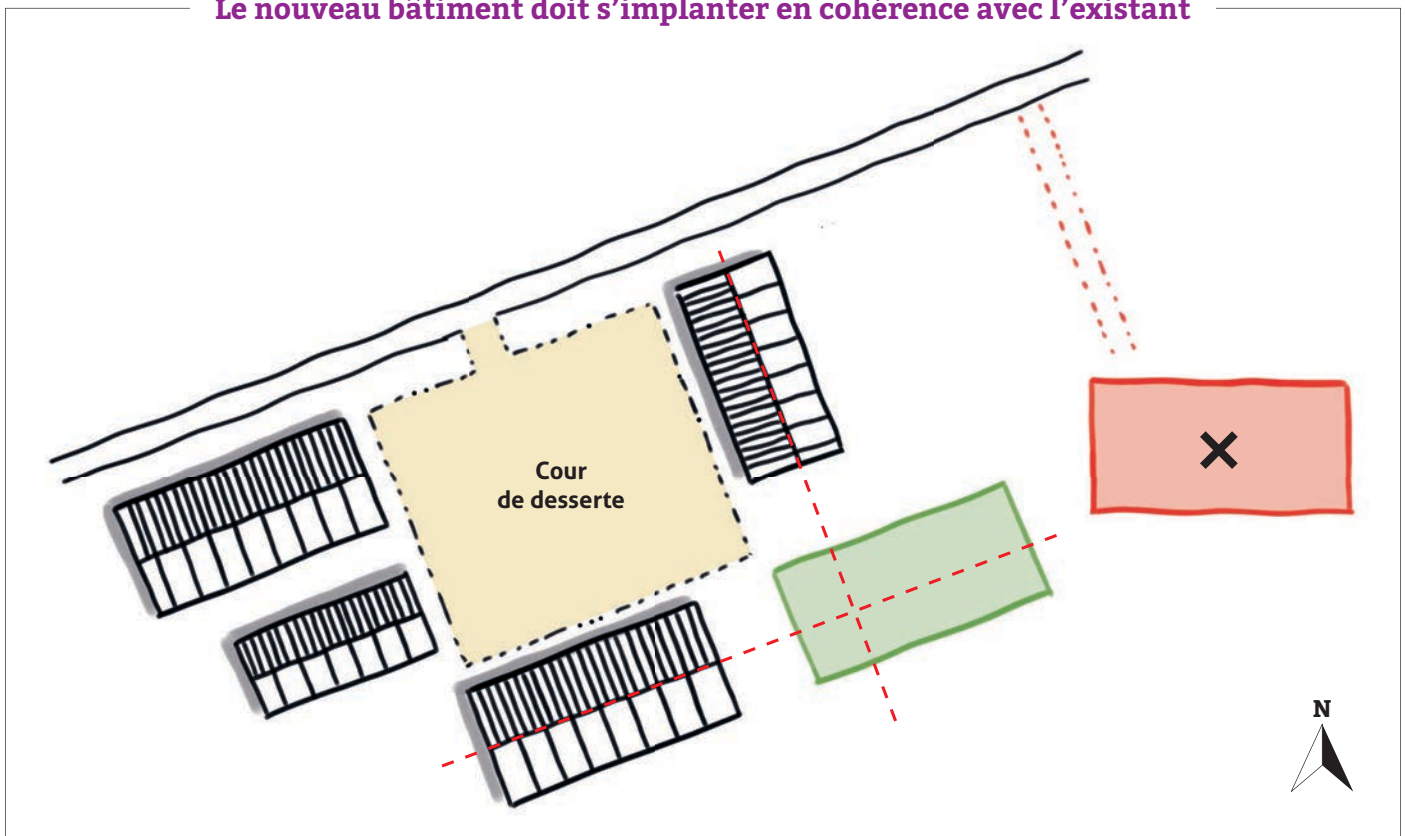 Le nouveau bâtiment doit s’implanter en cohérence avec l’existant
Cour
de desserte
N